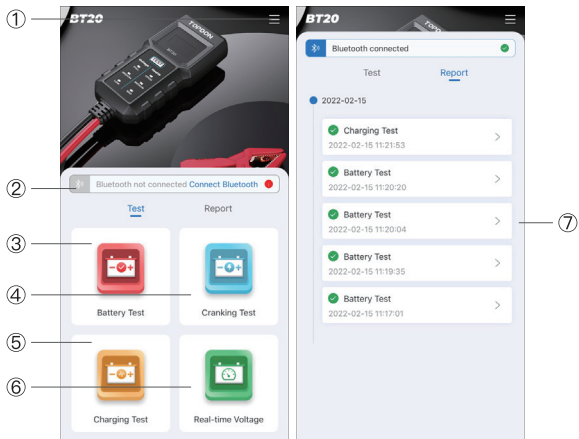 ① BT20
TOPDON
BT20
② Bluetooth not connected Connect Bluetooth
Test Report
③
Battery Test
④ Cranking Test
⑤
Charging Test
⑥ Real-time Voltage
BT20
TOPDON
Bluetooth connected
Test Report
2022-02-15
Charging Test
2022-02-15 11:21:53
Battery Test
2022-02-15 11:20:20
Battery Test
2022-02-15 11:20:04
⑦
Battery Test
2022-02-15 11:19:35
Battery Test
2022-02-15 11:17:01